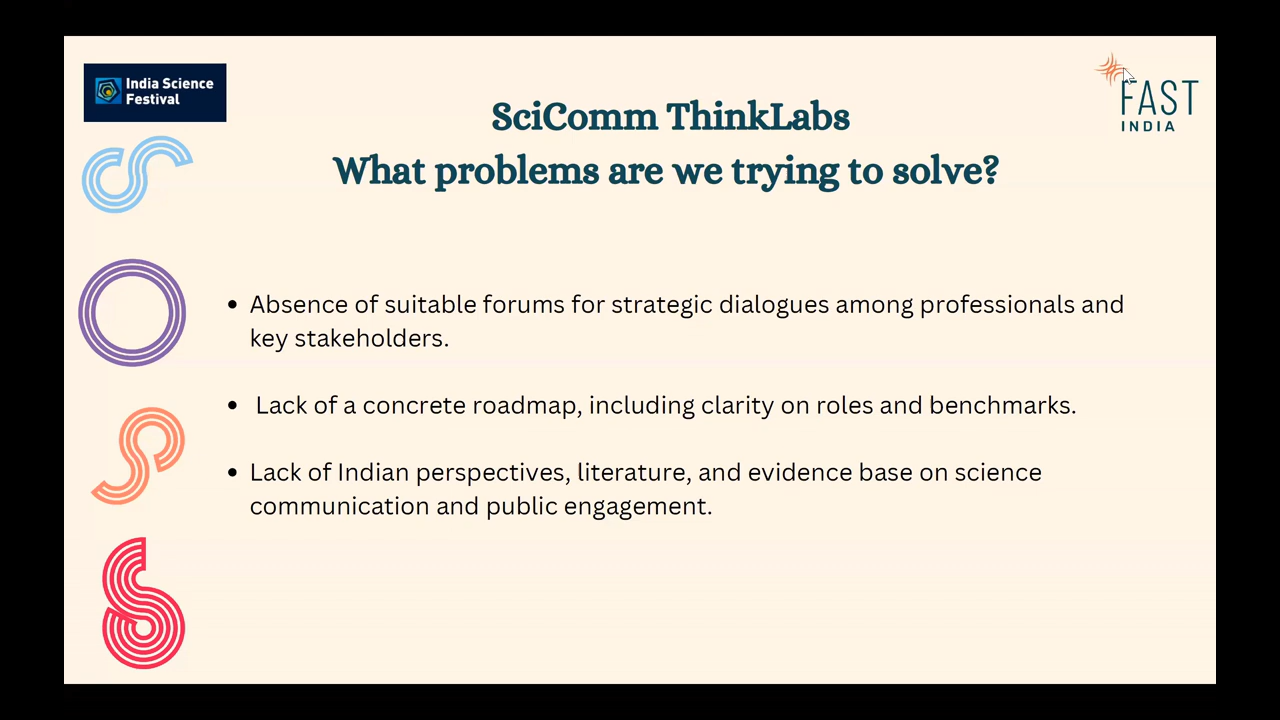 India Science
Festival
FAST
INDIA
SciComm ThinkLabs
What problems are we trying to solve?
• Absence of suitable forums for strategic dialogues among professionals and
key stakeholders.
• Lack of a concrete roadmap, including clarity on roles and benchmarks.
• Lack of Indian perspectives, literature, and evidence base on science
communication and public engagement.